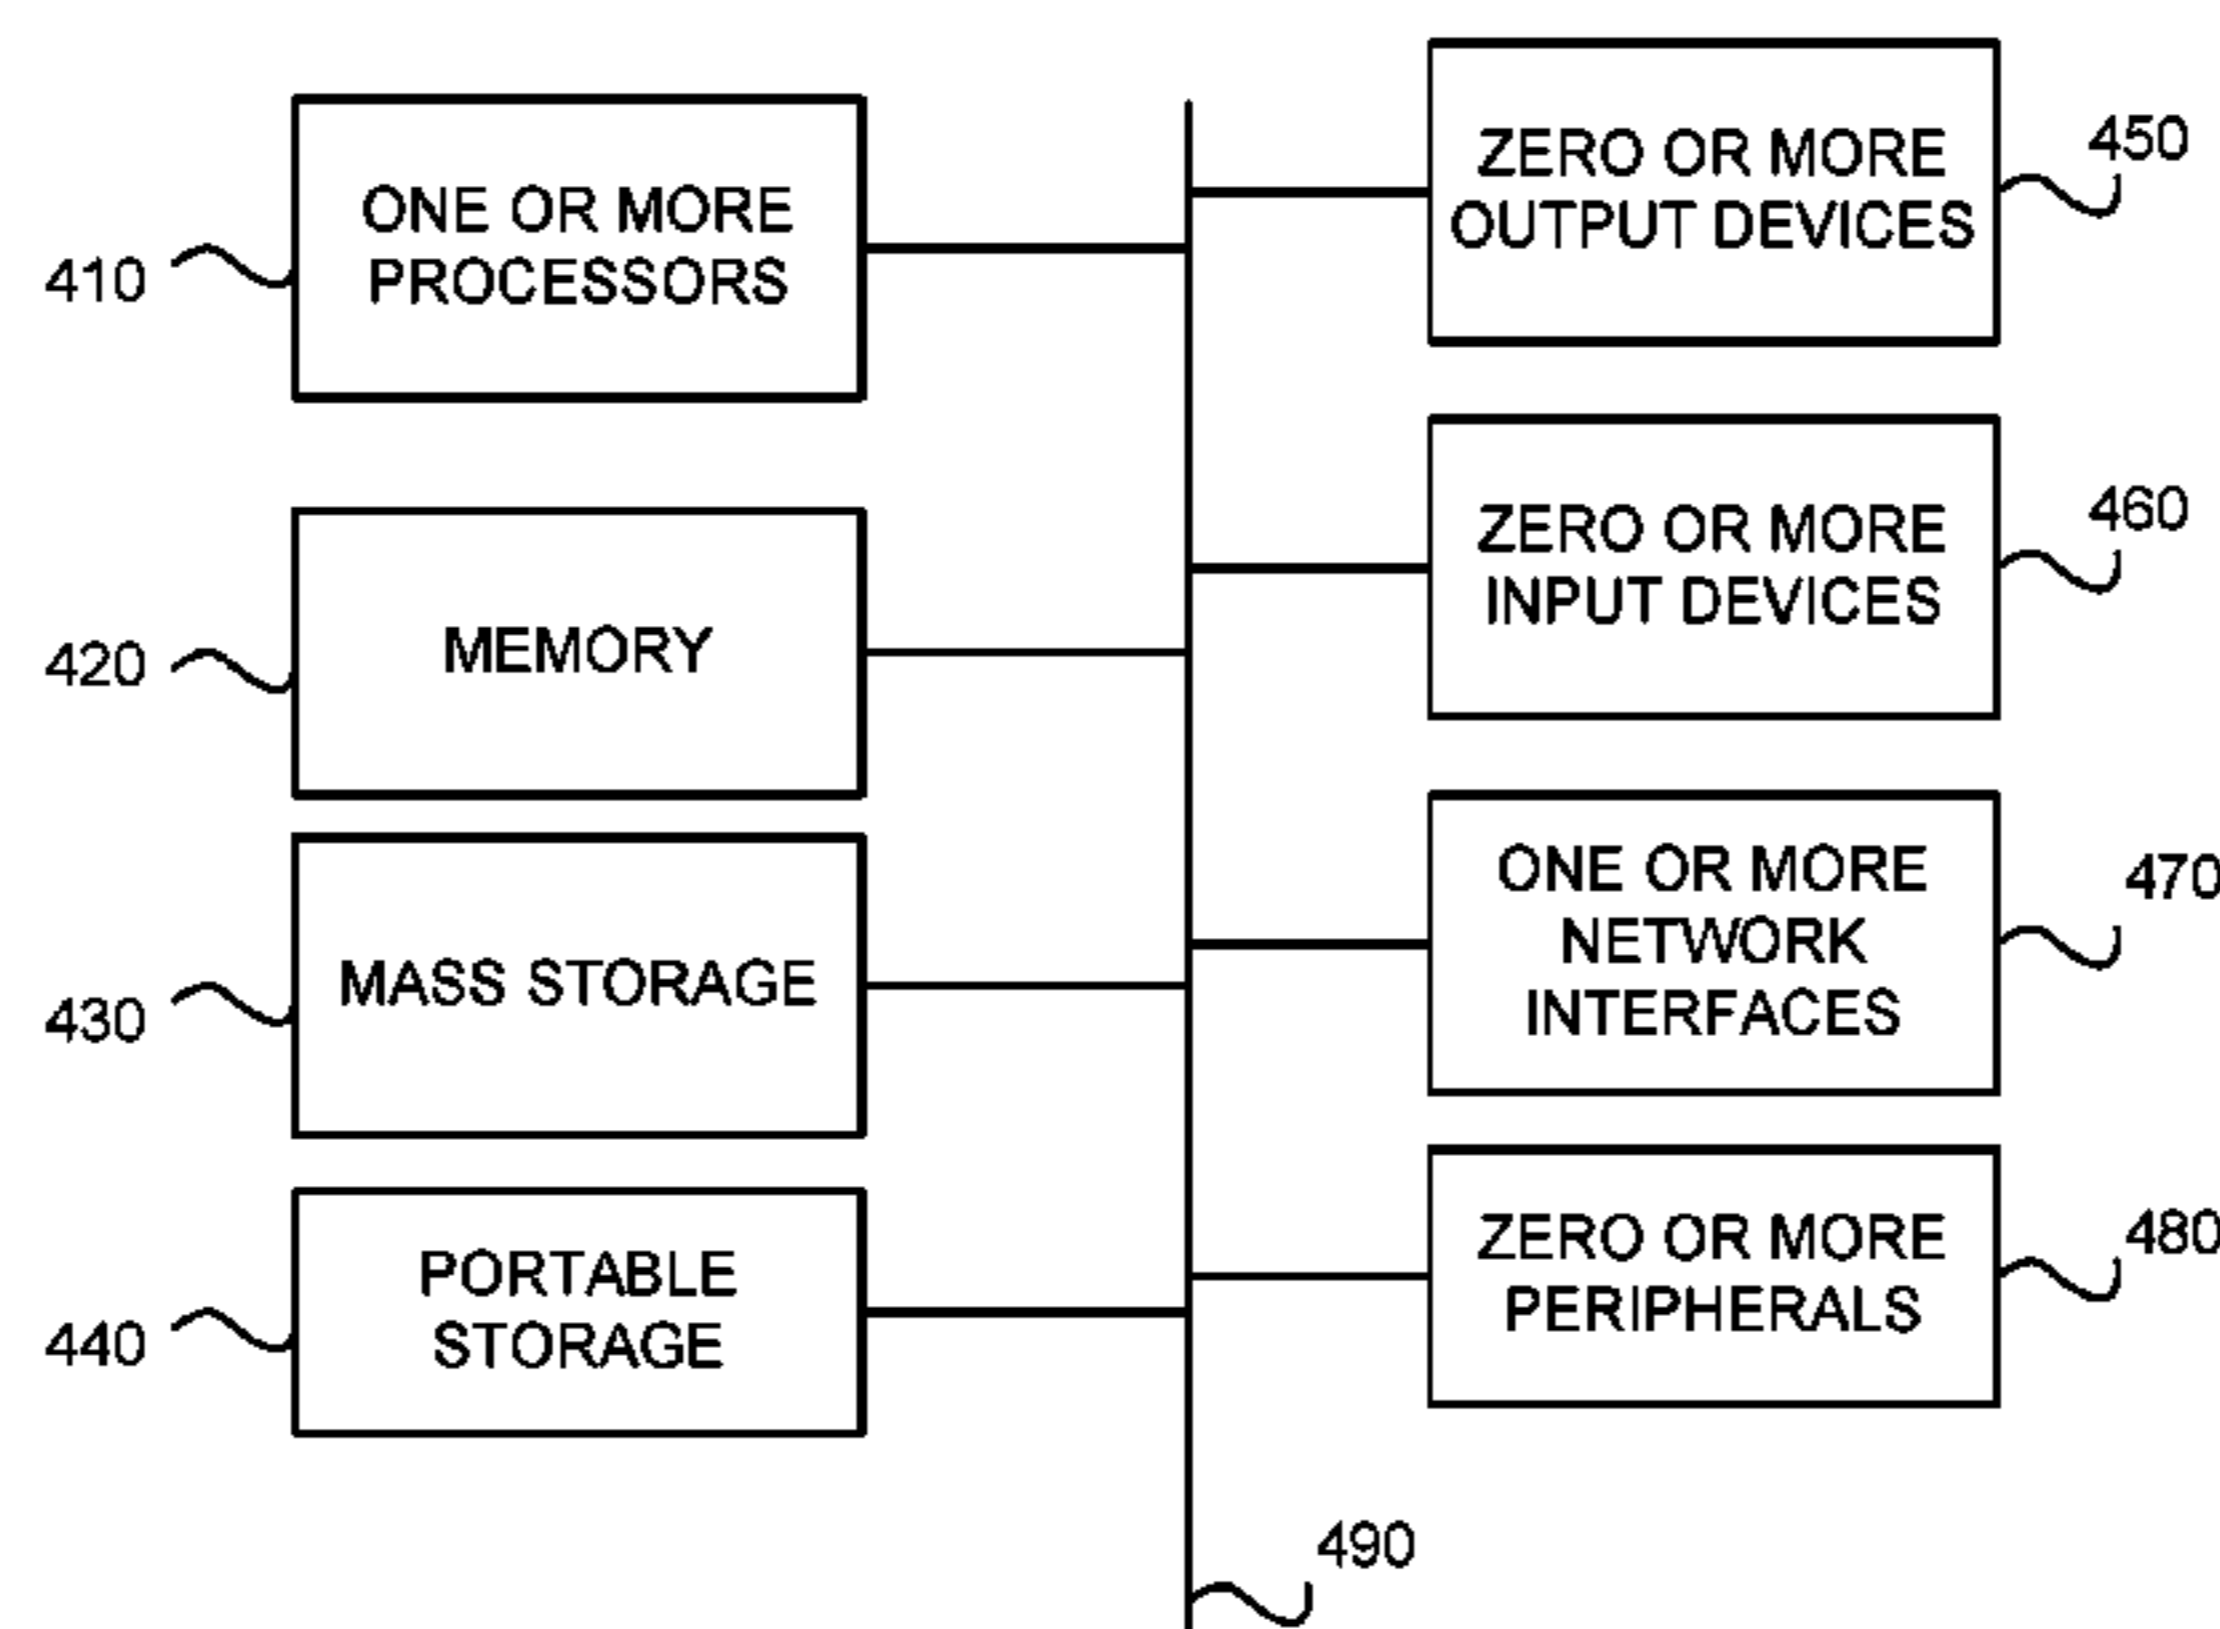 410
ONE OR MORE
PROCESSORS
420
MEMORY
430
MASS STORAGE
440
PORTABLE
STORAGE
450
ZERO OR MORE
OUTPUT DEVICES
460
ZERO OR MORE
INPUT DEVICES
470
ONE OR MORE
NETWORK
INTERFACES
480
ZERO OR MORE
PERIPHERALS
490